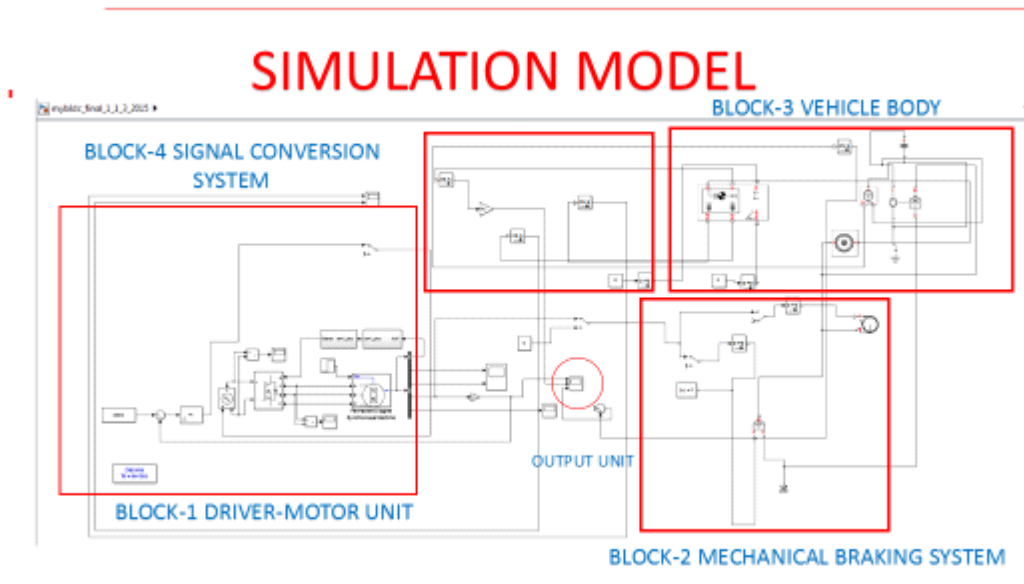 SIMULATION MODEL
BLOCK-3 VEHICLE BODY
BLOCK-4 SIGNAL CONVERSION
SYSTEM
OUTPUT UNIT
BLOCK-1 DRIVER-MOTOR UNIT
BLOCK-2 MECHANICAL BRAKING SYSTEM